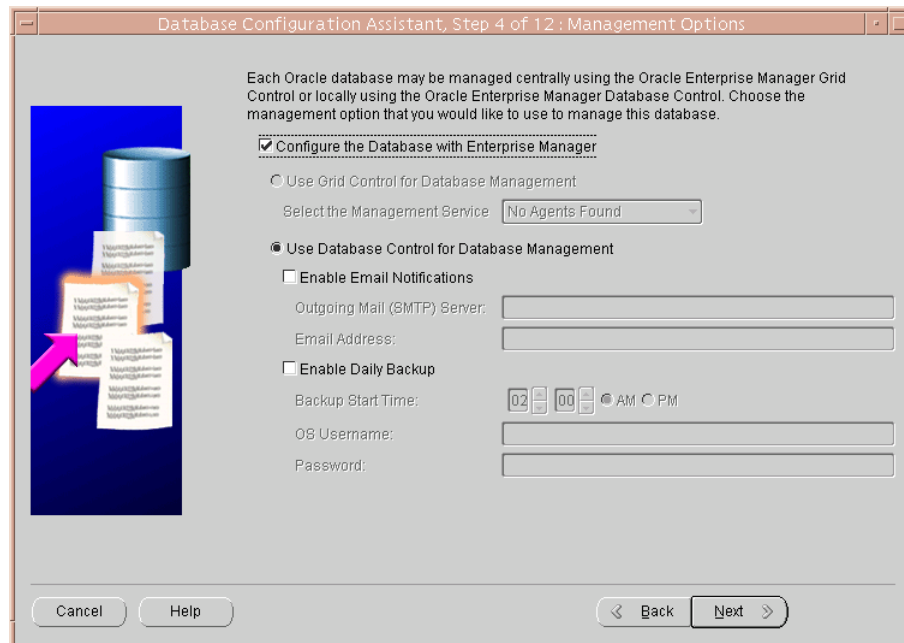 Database Configuration Assistant, Step 4 of 12 : Management Options
Each Oracle database may be managed centrally using the Oracle Enterprise Manager Grid
Control or locally using the Oracle Enterprise Manager Database Control. Choose the
management option that you would like to use to manage this database.
Configure the Database with Enterprise Manager
Use Grid Control for Database Management
Select the Management Service No Agents Found
Use Database Control for Database Management
Enable Email Notifications
Outgoing Mail (SMTP) Server:
Email Address:
Enable Daily Backup
Backup Start Time: 02 00 AM PM
OS Username:
Password:
Cancel Help Back Next